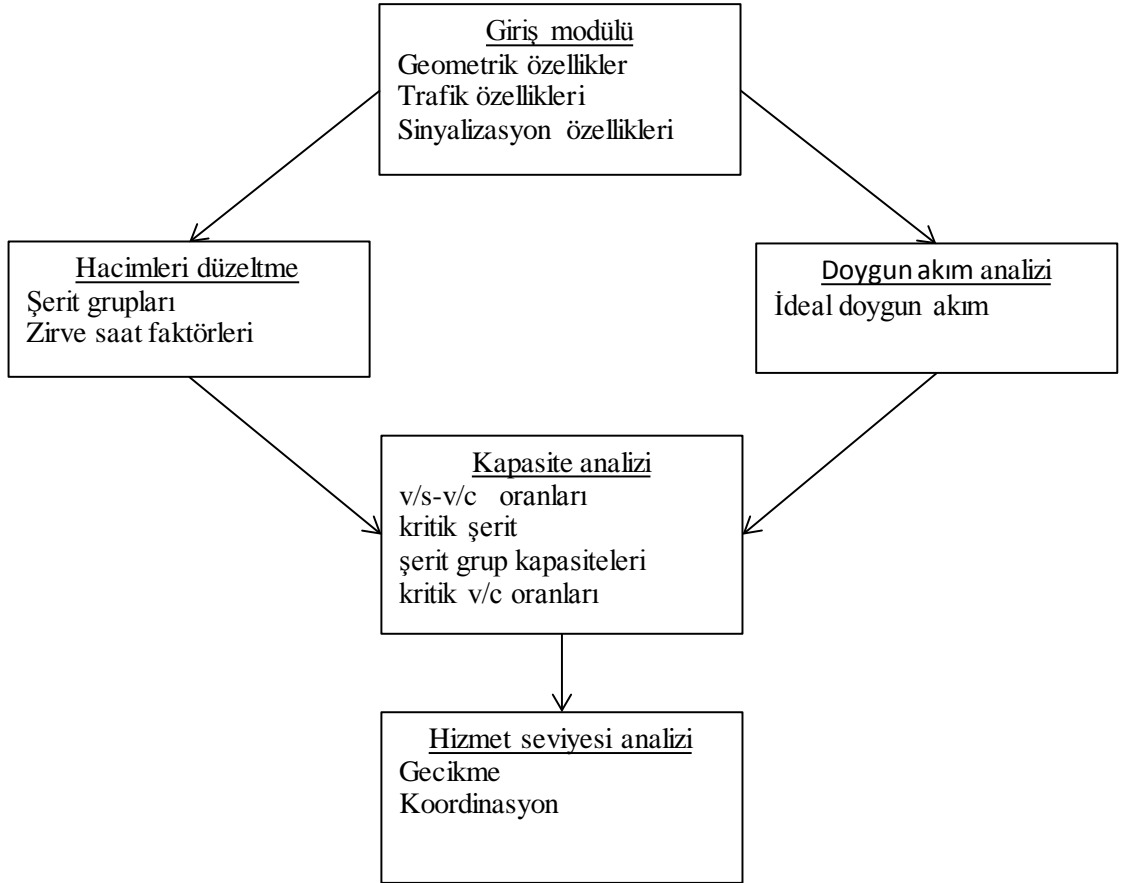 Giriş modülü
Geometrik özellikler
Trafik özellikleri
Sinyalizasyon özellikleri
Hacimleri düzeltme
Şerit grupları
Zirve saat faktörleri
Doygun akım analizi
İdeal doygun akım
Kapasite analizi
v/s-v/c oranları
kritik şerit
şerit grup kapasiteleri
kritik v/c oranları
Hizmet seviyesi analizi
Gecikme
Koordinasyon